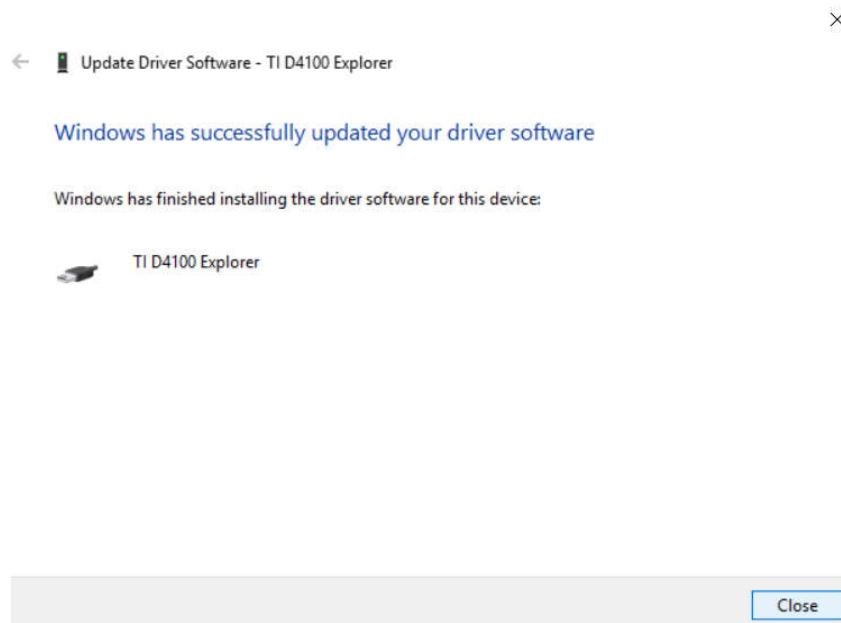 Update Driver Software - TI D4100 Explorer
Windows has successfully updated your driver software
Windows has finished installing the driver software for this device:
TI D4100 Explorer
Close